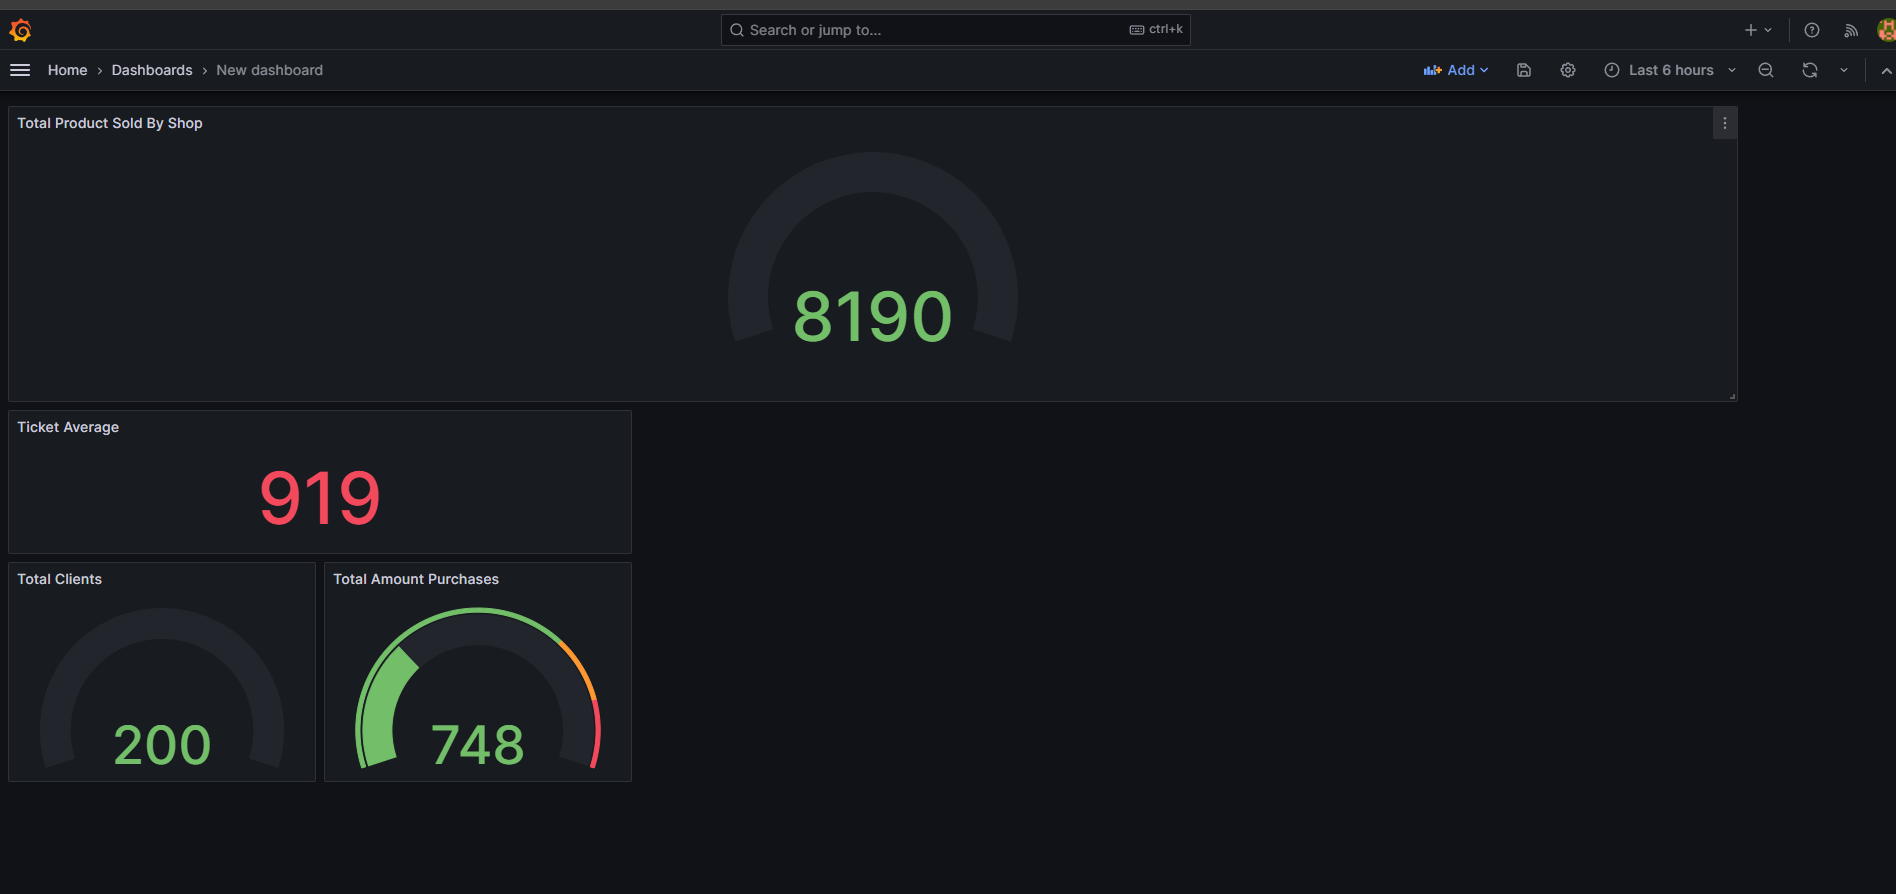 Search or jump to...
ctrl+k
Home › Dashboards › New dashboard
Add
Last 6 hours
Total Product Sold By Shop
8190
Ticket Average
919
Total Clients
200
Total Amount Purchases
748